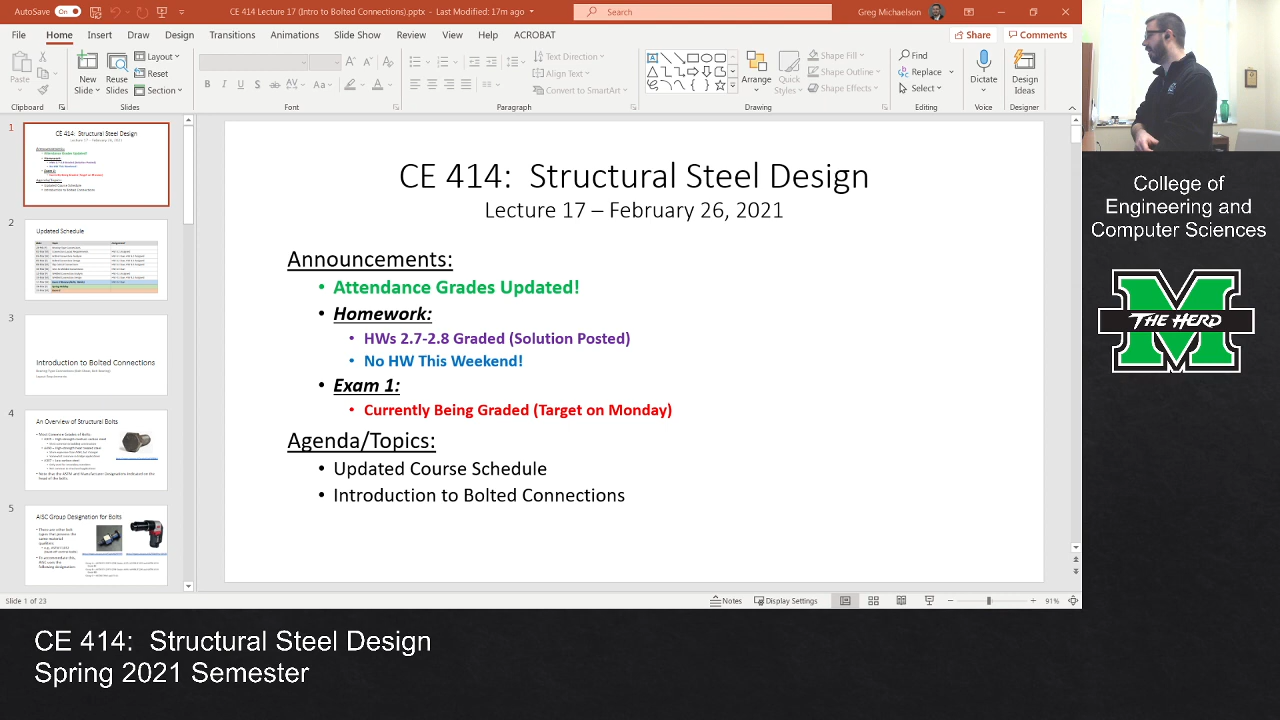 AutoSave
On
CE 414 Lecture 17 (Intro to Bolted Connections).pptx - Last Modified: 17m ago
Search
Greg Michaelson
File Home Insert Draw Design Transitions Animations Slide Show Review View Help ACROBAT
Share
Comments
Paste
Clipboard
New
Slide
Reuse
Slides
Layout
Reset
Section
Slides
Font
Text Direction
Align Text
Convert to SmartArt
Paragraph
Arrange
Quick
Styles
Shape Fill
Shape Outline
Shape Effects
Drawing
Find
Replace
Select
Editing
Dictate
Voice
Design
Ideas
Designer
1
2
Updated Schedule
3
Introduction to Bolted Connections
4
An Overview of Structural Bolts
5
AISC Group Designation for Bolts
CE 414: Structural Steel Design
Lecture 17 – February 26, 2021
Announcements:
• Attendance Grades Updated!
• Homework:
• HWs 2.7-2.8 Graded (Solution Posted)
• No HW This Weekend!
• Exam 1:
• Currently Being Graded (Target on Monday)
Agenda/Topics:
• Updated Course Schedule
• Introduction to Bolted Connections
Slide 1 of 23
Notes
Display Settings
91%
College of
Engineering and
Computer Sciences
THE HERD
CE 414: Structural Steel Design
Spring 2021 Semester